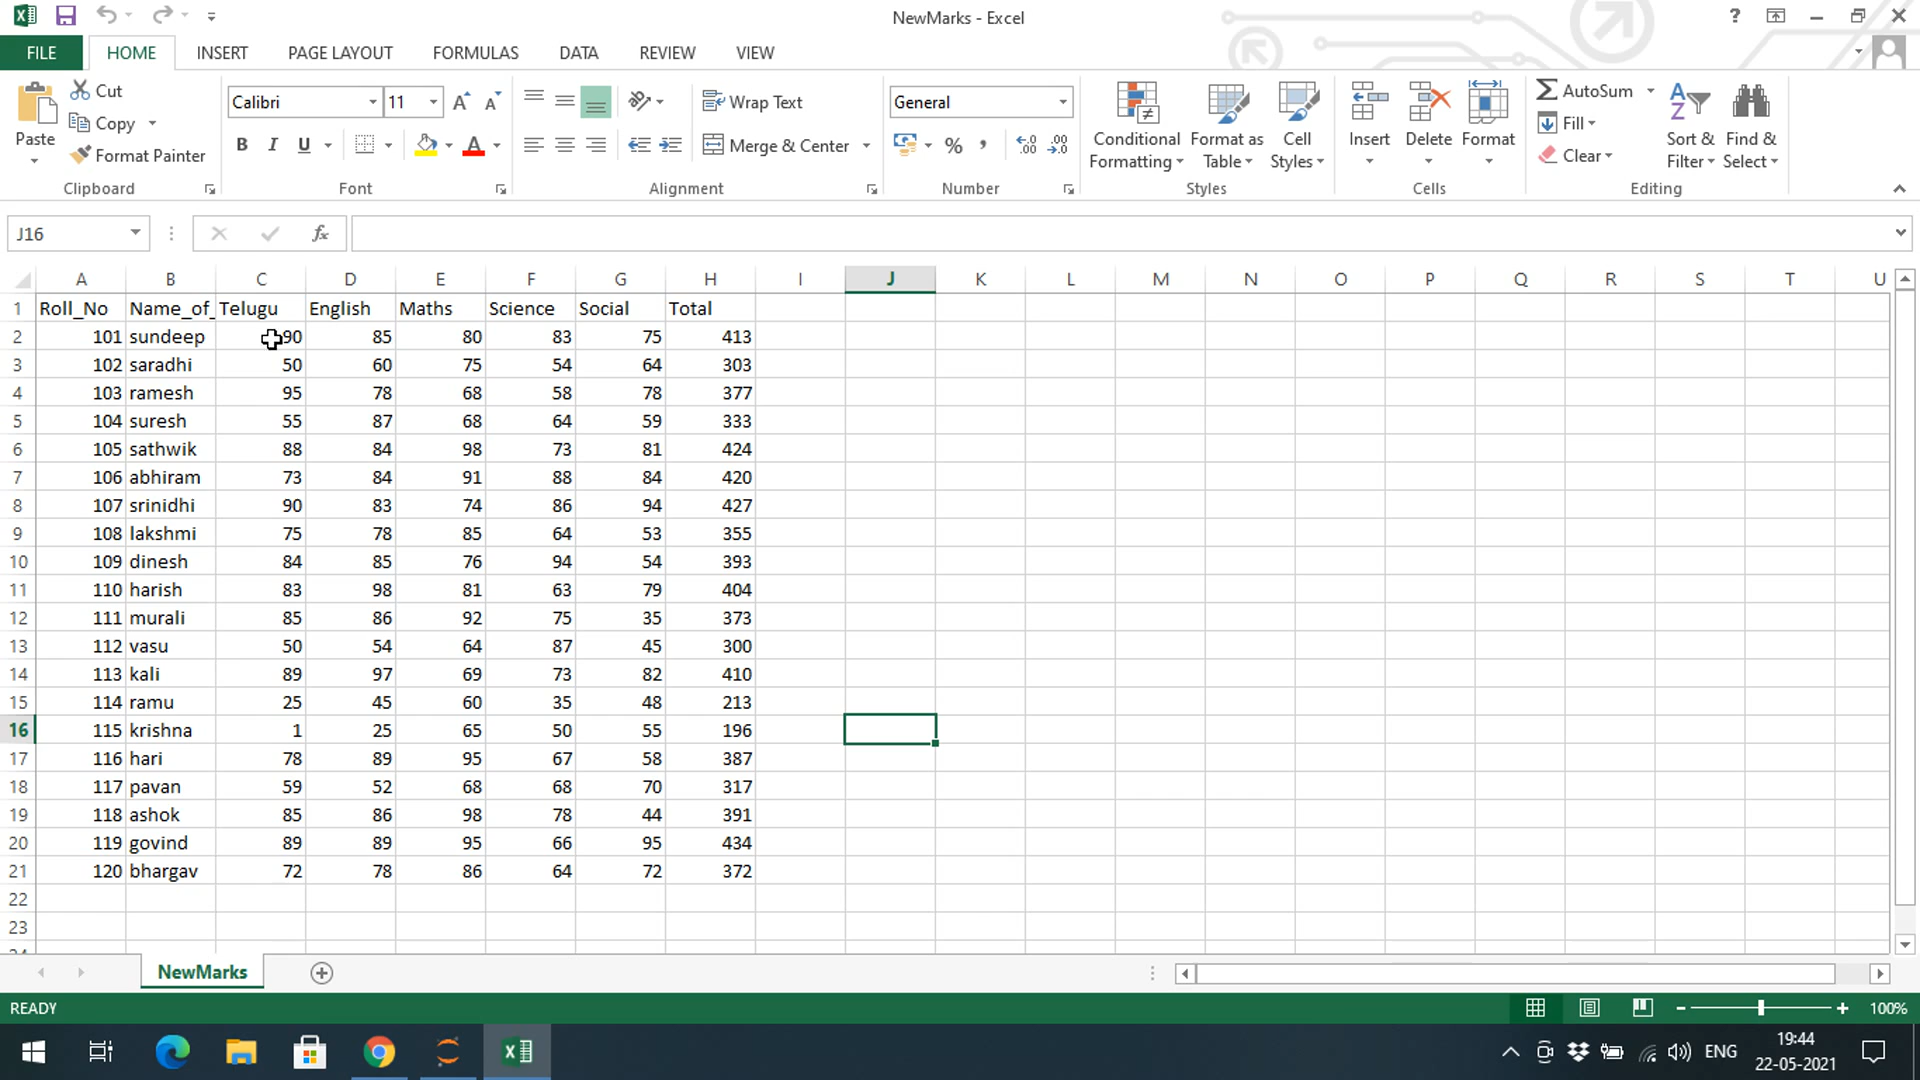 NewMarks - Excel
FILE HOME INSERT PAGE LAYOUT FORMULAS DATA REVIEW VIEW
Paste Cut Copy Format Painter Clipboard
Calibri 11 B I U A Font
Wrap Text Merge & Center Alignment
General % , Number
Conditional Formatting Format as Table Cell Styles Styles
Insert Delete Format Cells
AutoSum Fill Clear Sort & Filter Find & Select Editing
J16 fx
A B C D E F G H I J K L M N O P Q R S T U
1 Roll_No Name_of_ Telugu English Maths Science Social Total
2 101 sundeep 90 85 80 83 75 413
3 102 saradhi 50 60 75 54 64 303
4 103 ramesh 95 78 68 58 78 377
5 104 suresh 55 87 68 64 59 333
6 105 sathwik 88 84 98 73 81 424
7 106 abhiram 73 84 91 88 84 420
8 107 srinidhi 90 83 74 86 94 427
9 108 lakshmi 75 78 85 64 53 355
10 109 dinesh 84 85 76 94 54 393
11 110 harish 83 98 81 63 79 404
12 111 murali 85 86 92 75 35 373
13 112 vasu 50 54 64 87 45 300
14 113 kali 89 97 69 73 82 410
15 114 ramu 25 45 60 35 48 213
16 115 krishna 1 25 65 50 55 196
17 116 hari 78 89 95 67 58 387
18 117 pavan 59 52 68 68 70 317
19 118 ashok 85 86 98 78 44 391
20 119 govind 89 89 95 66 95 434
21 120 bhargav 72 78 86 64 72 372
22
23
NewMarks
READY 100%
ENG 19:44
22-05-2021